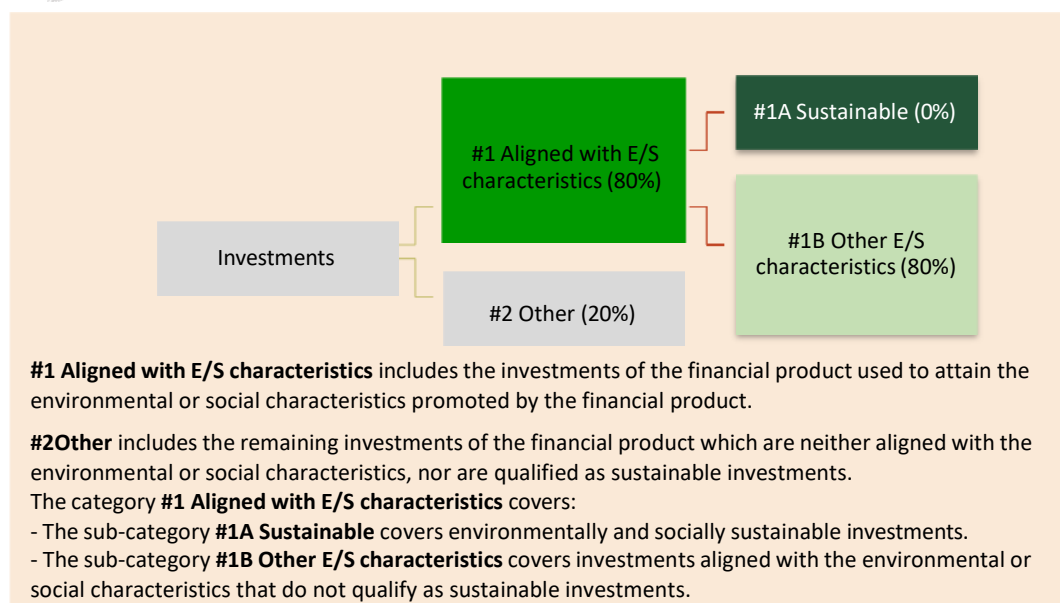 #1A Sustainable (0%)
#1 Aligned with E/S
characteristics (80%)
#1B Other E/S
characteristics (80%)
Investments
#2 Other (20%)
#1 Aligned with E/S characteristics includes the investments of the financial product used to attain the
environmental or social characteristics promoted by the financial product.
#2Other includes the remaining investments of the financial product which are neither aligned with the
environmental or social characteristics, nor are qualified as sustainable investments.
The category #1 Aligned with E/S characteristics covers:
- The sub-category #1A Sustainable covers environmentally and socially sustainable investments.
- The sub-category #1B Other E/S characteristics covers investments aligned with the environmental or
social characteristics that do not qualify as sustainable investments.